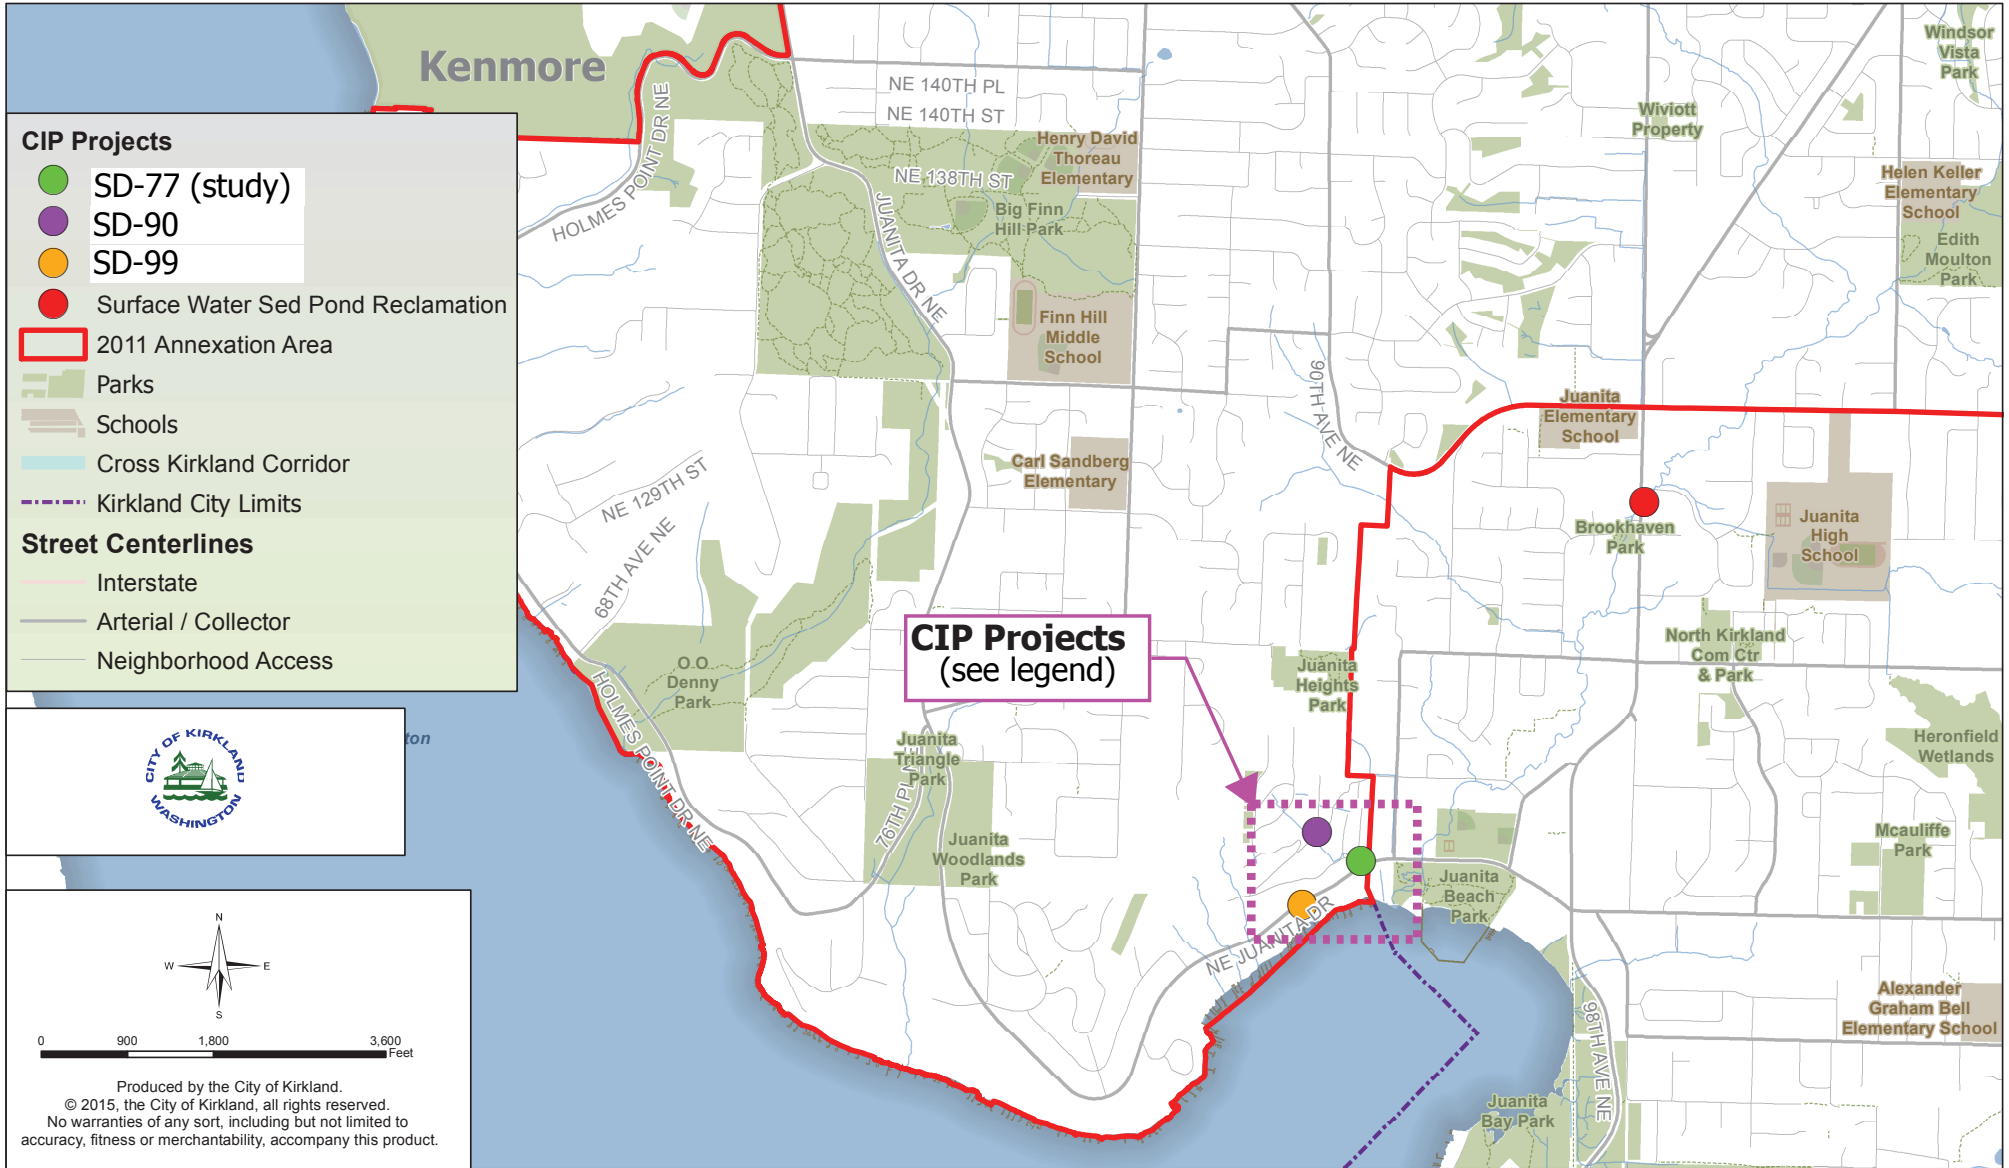 Kenmore
CIP Projects
SD-77 (study)
SD-90
SD-99
Surface Water Sed Pond Reclamation
2011 Annexation Area
Parks
Schools
Cross Kirkland Corridor
Kirkland City Limits
Street Centerlines
Interstate
Arterial / Collector
Neighborhood Access
CITY OF KIRKLAND
WASHINGTON
ton
N
W
E
S
0
900
1,800
3,600
Feet
Produced by the City of Kirkland.
© 2015, the City of Kirkland, all rights reserved.
No warranties of any sort, including but not limited to
accuracy, fitness or merchantability, accompany this product.
HOLMES POINT DR NE
NE 140TH PL
NE 140TH ST
NE 138TH ST
JUANITA DR NE
Henry David
Thoreau
Elementary
Big Finn
Hill Park
Finn Hill
Middle
School
Carl Sandberg
Elementary
NE 129TH ST
68TH AVE NE
O.O.
Denny
Park
HOLMES POINT DR NE
Juanita
Triangle
Park
76TH PL
Juanita
Woodlands
Park
CIP Projects
(see legend)
90TH AVE NE
Juanita
Heights
Park
NE JUANITA DR
Juanita
Beach
Park
Windsor
Vista
Park
Wiviott
Property
Helen Keller
Elementary
School
Edith
Moulton
Park
Juanita
Elementary
School
Brookhaven
Park
Juanita
High
School
North Kirkland
Com Ctr
& Park
Heronfield
Wetlands
Mcauliffe
Park
Alexander
Graham Bell
Elementary School
98TH AVE NE
Juanita
Bay Park